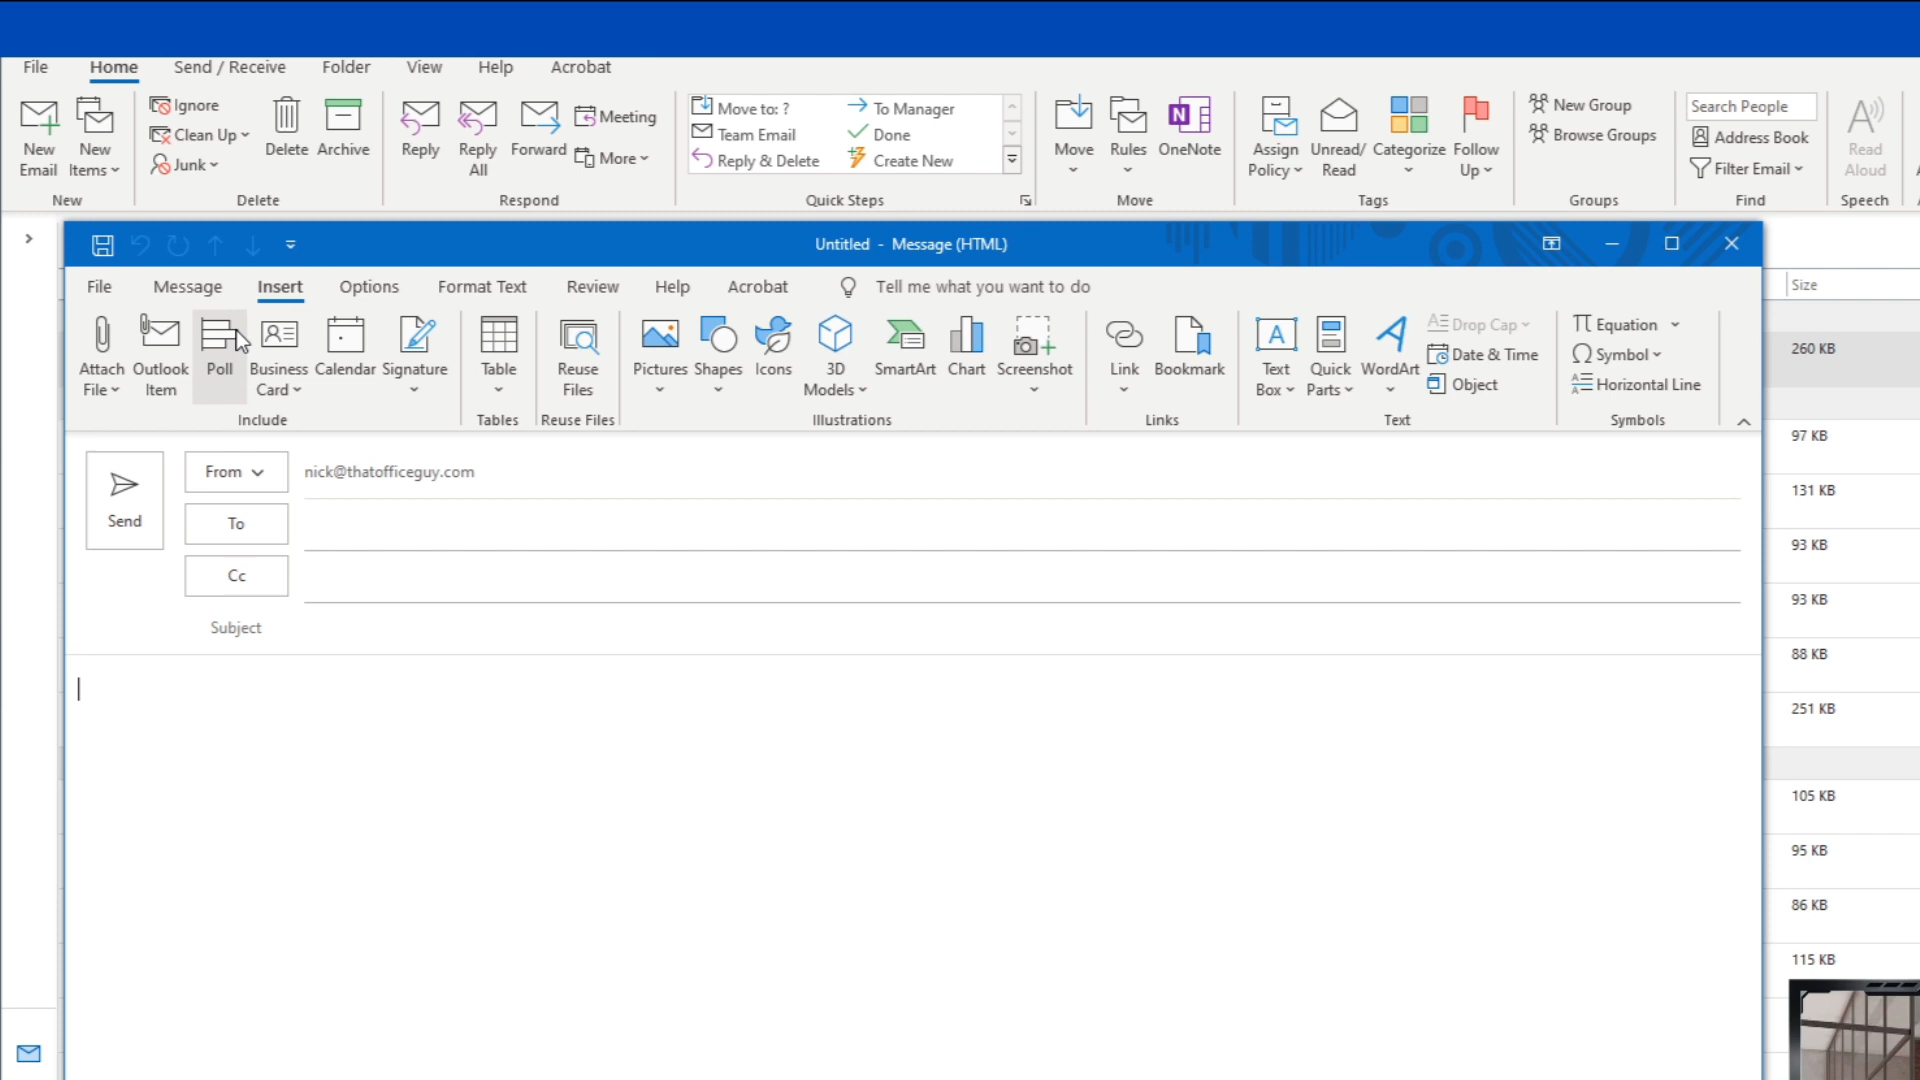 File Home Send / Receive Folder View Help Acrobat
New Email
New Items
Ignore
Clean Up
Junk
Delete
Archive
Reply
Reply All
Forward
Meeting
More
Move to: ?
Team Email
Reply & Delete
To Manager
Done
Create New
Move
Rules
OneNote
Assign Policy
Unread/ Read
Categorize
Follow Up
New Group
Browse Groups
Search People
Address Book
Filter Email
Read Aloud
New Delete Respond Quick Steps Move Tags Groups Find Speech
Untitled - Message (HTML)
File Message Insert Options Format Text Review Help Acrobat Tell me what you want to do
Attach File
Outlook Item
Poll
Business Card
Calendar
Signature
Table
Reuse Files
Pictures
Shapes
Icons
3D Models
SmartArt
Chart
Screenshot
Link
Bookmark
Text Box
Quick Parts
WordArt
Drop Cap
Date & Time
Object
Equation
Symbol
Horizontal Line
Include Tables Reuse Files Illustrations Links Text Symbols
Send
From nick@thatofficeguy.com
To
Cc
Subject
Size
260 KB
97 KB
131 KB
93 KB
93 KB
88 KB
251 KB
105 KB
95 KB
86 KB
115 KB